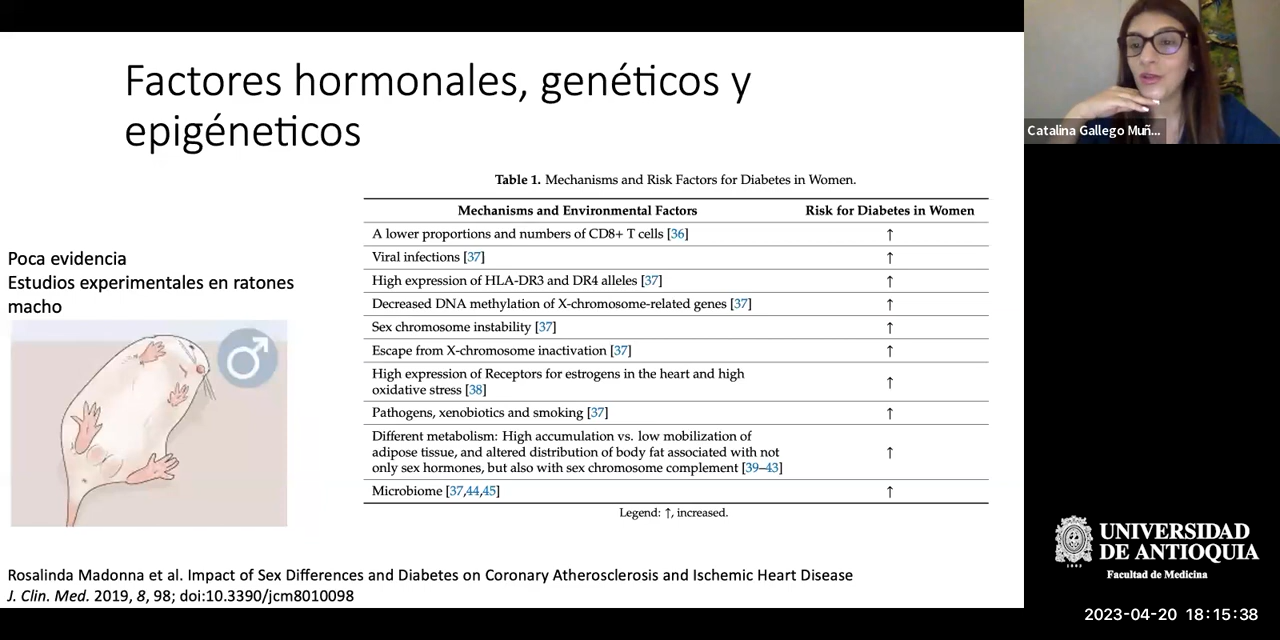 Factores hormonales, genéticos y
epigéneticos
Catalina Gallego Muñ...
Table 1. Mechanisms and Risk Factors for Diabetes in Women.
Mechanisms and Environmental Factors Risk for Diabetes in Women
A lower proportions and numbers of CD8+ T cells [36] ↑
Viral infections [37] ↑
High expression of HLA-DR3 and DR4 alleles [37] ↑
Decreased DNA methylation of X-chromosome-related genes [37] ↑
Sex chromosome instability [37] ↑
Escape from X-chromosome inactivation [37] ↑
High expression of Receptors for estrogens in the heart and high
oxidative stress [38] ↑
Pathogens, xenobiotics and smoking [37] ↑
Different metabolism: High accumulation vs. low mobilization of
adipose tissue, and altered distribution of body fat associated with not ↑
only sex hormones, but also with sex chromosome complement [39–43]
Microbiome [37,44,45] ↑
Legend: ↑, increased.
Poca evidencia
Estudios experimentales en ratones
macho
Rosalinda Madonna et al. Impact of Sex Differences and Diabetes on Coronary Atherosclerosis and Ischemic Heart Disease
J. Clin. Med. 2019, 8, 98; doi:10.3390/jcm8010098
UNIVERSIDAD
DE ANTIOQUIA
1803
Facultad de Medicina
2023-04-20 18:15:38